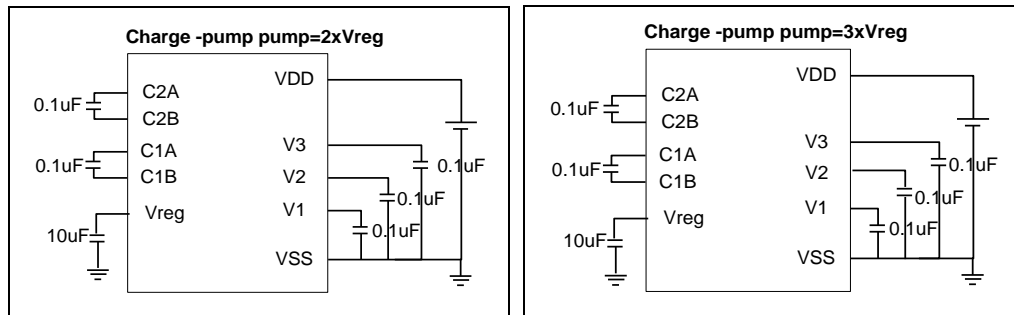 Charge -pump pump=2xVreg
VDD
C2A
0.1uF
C2B
C1A
0.1uF
C1B
V3
0.1uF
V2
0.1uF
Vreg
V1
0.1uF
10uF
VSS
Charge -pump pump=3xVreg
VDD
C2A
0.1uF
C2B
C1A
0.1uF
C1B
V3
0.1uF
V2
0.1uF
Vreg
V1
0.1uF
10uF
VSS